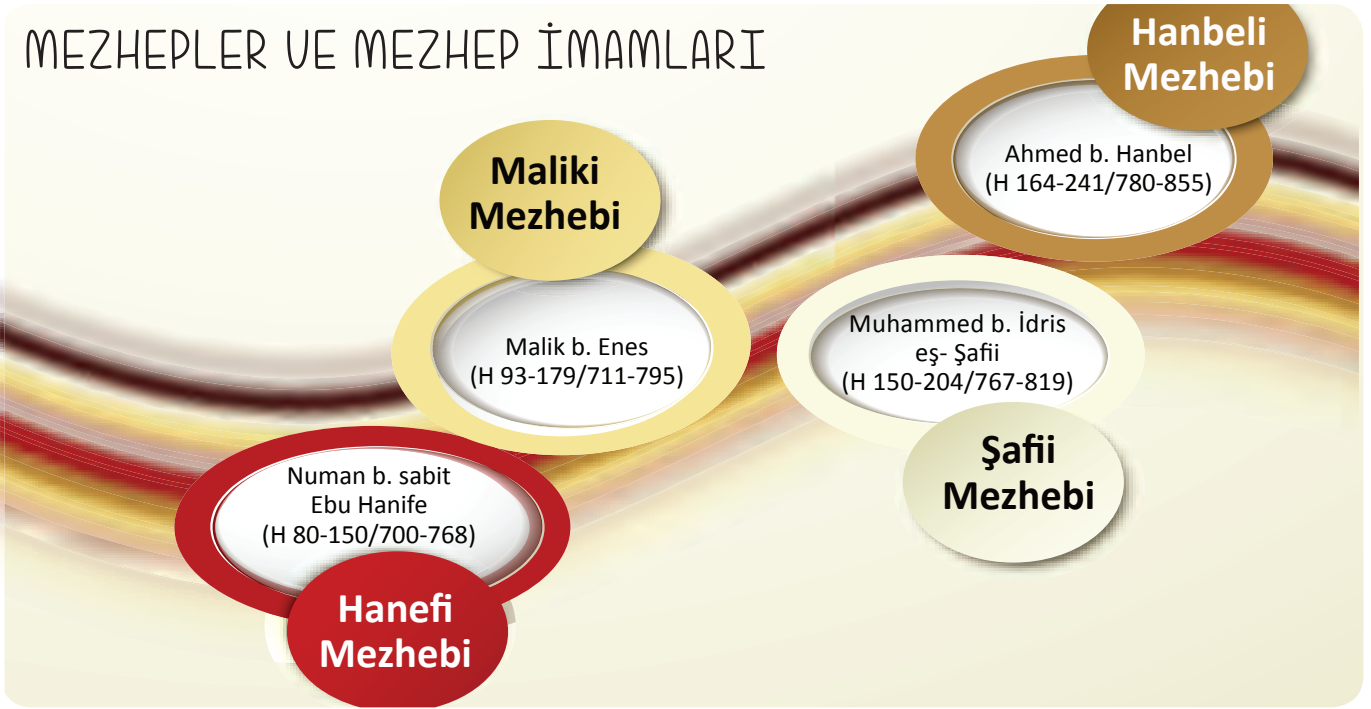 MEZHEPLER VE MEZHEP İMAMLARI
Hanbeli
Mezhebi
Ahmed b. Hanbel
(H 164-241/780-855)
Maliki
Mezhebi
Malik b. Enes
(H 93-179/711-795)
Muhammed b. İdris
eş- Şafii
(H 150-204/767-819)
Şafii
Mezhebi
Numan b. sabit
Ebu Hanife
(H 80-150/700-768)
Hanefi
Mezhebi